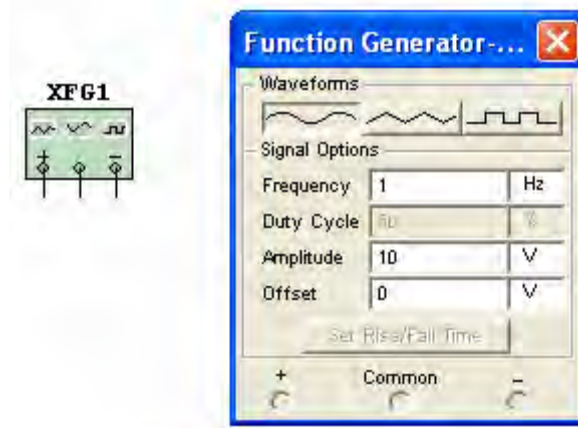 XFG1
+ −
Function Generator-...
Waveforms
Signal Options
Frequency 1 Hz
Duty Cycle 50 %
Amplitude 10 V
Offset 0 V
Set Rise/Fall Time
+ Common −